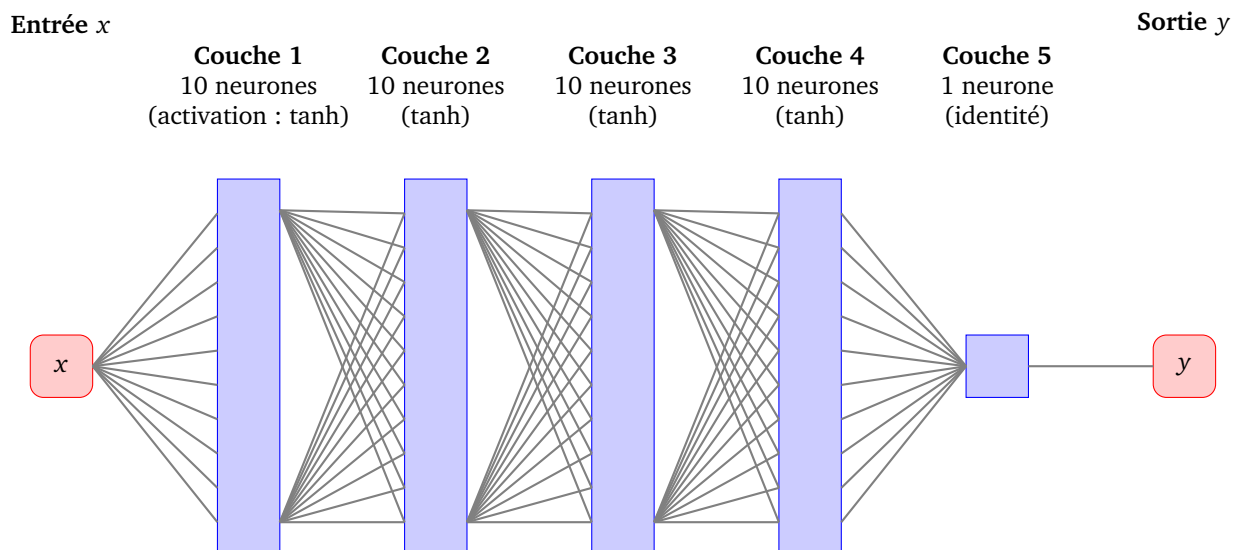 Entrée x
Sortie y
Couche 1
10 neurones
(activation : tanh)
Couche 2
10 neurones
(tanh)
Couche 3
10 neurones
(tanh)
Couche 4
10 neurones
(tanh)
Couche 5
1 neurone
(identité)
x
y